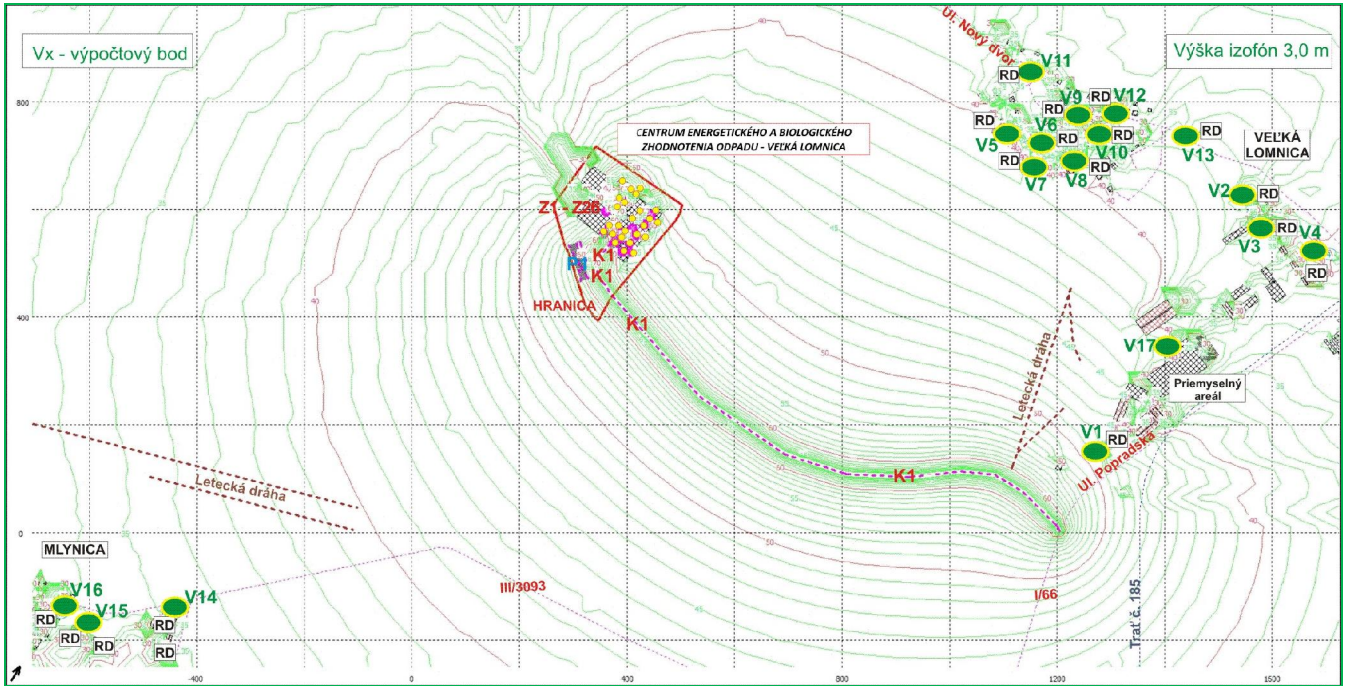 Vx - výpočtový bod
Výška izofón 3,0 m
Ul. Nový dvor
V11
RD
V9
RD
V12
RD
V6
RD
V5
V10
RD
RD
V7
V8
RD
RD
V13
VEĽKÁ
LOMNICA
V2
RD
V3
RD
V4
RD
CENTRUM ENERGETICKÉHO A BIOLOGICKÉHO
ZHODNOTENIA ODPADU - VEĽKÁ LOMNICA
K1
K1
HRANICA
K1
K1
Letecká dráha
V17
Priemyselný
areál
V1
RD
Ul. Popradská
Letecká dráha
MLYNICA
V16
RD
V15
RD
RD
V14
RD
RD
III/3093
I/66
Trať č. 185
800
400
0
-400
0
400
800
1200
1600